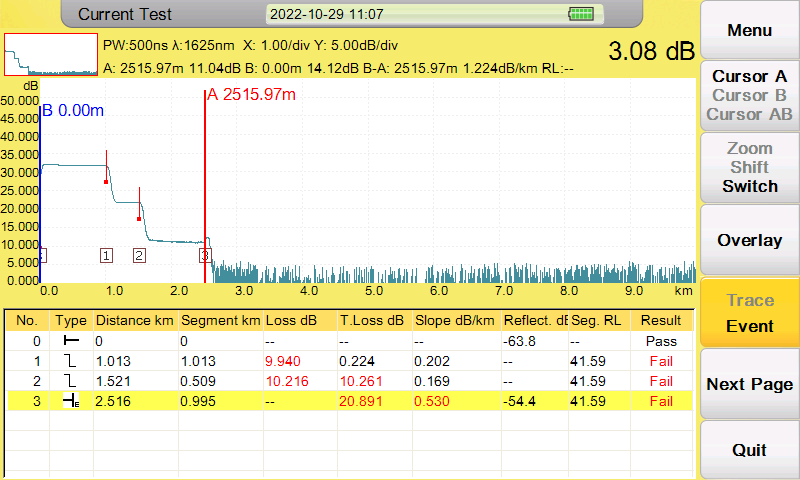 Current Test
2022-10-29 11:07
PW:500ns λ:1625nm X: 1.00/div Y: 5.00dB/div
3.08 dB
A: 2515.97m 11.04dB B: 0.00m 14.12dB B-A: 2515.97m 1.224dB/km RL:--
dB
50.000
45.000
40.000
35.000
30.000
25.000
20.000
15.000
10.000
5.000
0.000
B 0.00m
A 2515.97m
1
2
3
0.0 1.0 2.0 3.0 4.0 5.0 6.0 7.0 8.0 9.0 km
No. Type Distance km Segment km Loss dB T.Loss dB Slope dB/km Reflect. dB Seg. RL Result
0 0 0 -- -- -- -63.8 -- Pass
1 1.013 1.013 9.940 0.224 0.202 -- 41.59 Fail
2 1.521 0.509 10.216 10.261 0.169 -- 41.59 Fail
3 E 2.516 0.995 -- 20.891 0.530 -54.4 41.59 Fail
Menu
Cursor A
Cursor B
Cursor AB
Zoom
Shift
Switch
Overlay
Trace
Event
Next Page
Quit